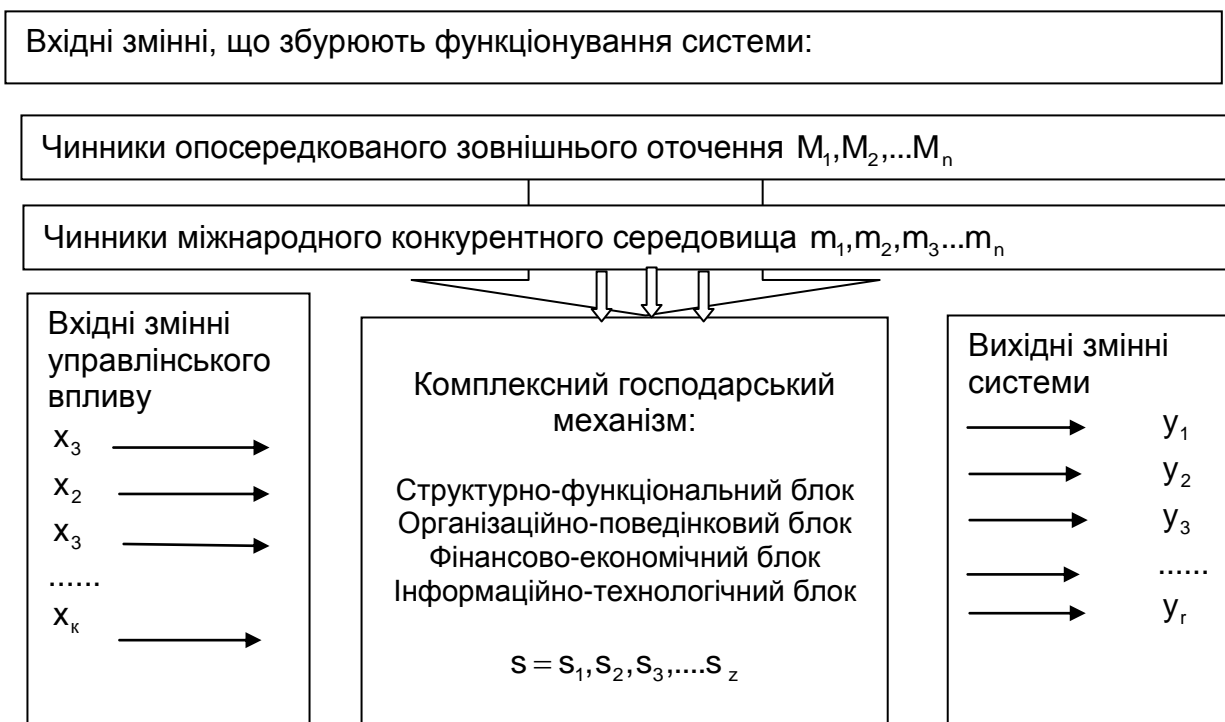 Вхідні змінні, що збурюють функціонування системи:
Чинники опосередкованого зовнішнього оточення M₁,M₂,...Mₙ
Чинники міжнародного конкурентного середовища m₁,m₂,m₃...mₙ
Вхідні змінні
управлінського
впливу
x₃
x₂
x₃
......
xк
Комплексний господарський
механізм:
Структурно-функціональний блок
Організаційно-поведінковий блок
Фінансово-економічний блок
Інформаційно-технологічний блок
s = s₁,s₂,s₃,....s z
Вихідні змінні
системи
y₁
y₂
y₃
......
yᵣ